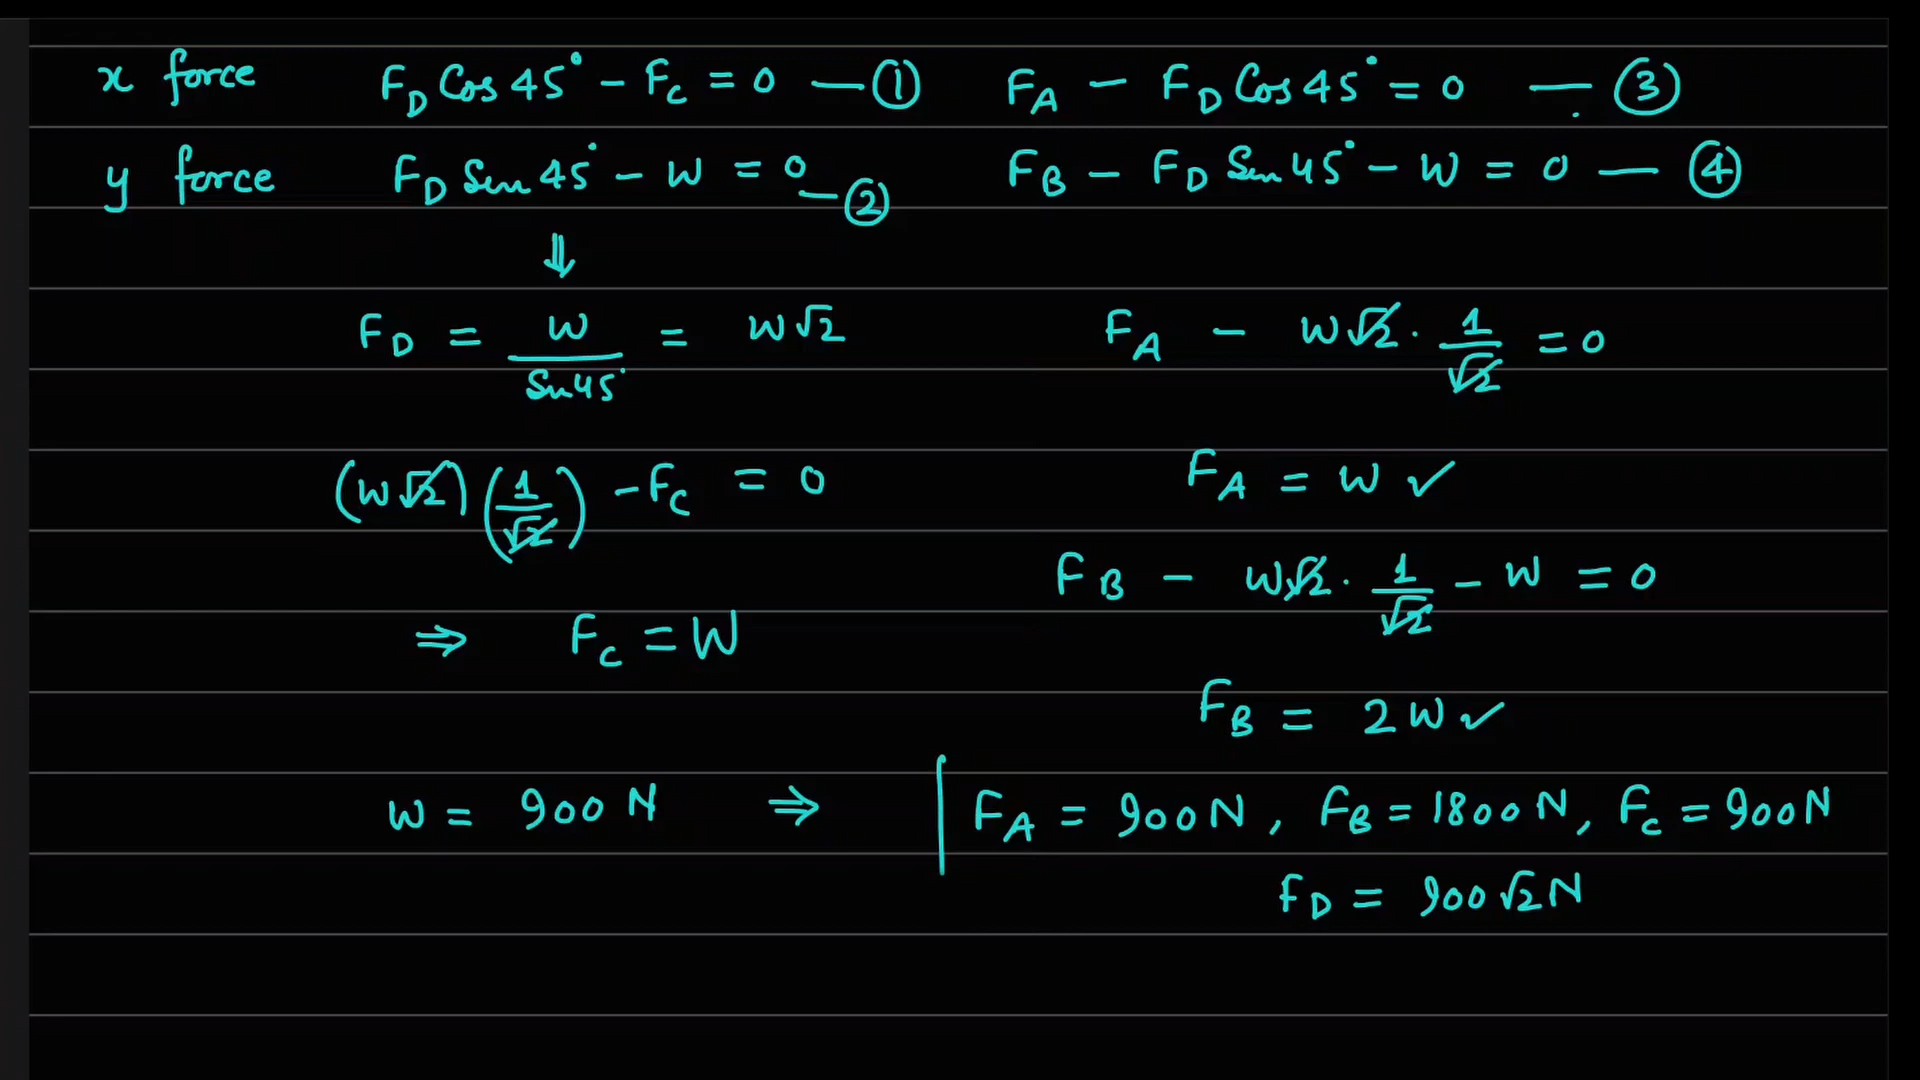 x force F_D Cos 45° - F_C = 0 — ① F_A - F_D Cos 45° = 0 — ③
y force F_D Sin 45° - W = 0 — ② F_B - F_D Sin 45° - W = 0 — ④
⇓
F_D = W / Sin 45° = W√2 F_A - W√2 · 1/√2 = 0
(W√2) (1/√2) - F_C = 0 F_A = W ✓
F_B - W√2 · 1/√2 - W = 0
⇒ F_C = W
F_B = 2W ✓
W = 900 N ⇒ F_A = 900 N, F_B = 1800 N, F_C = 900 N
F_D = 900 √2 N